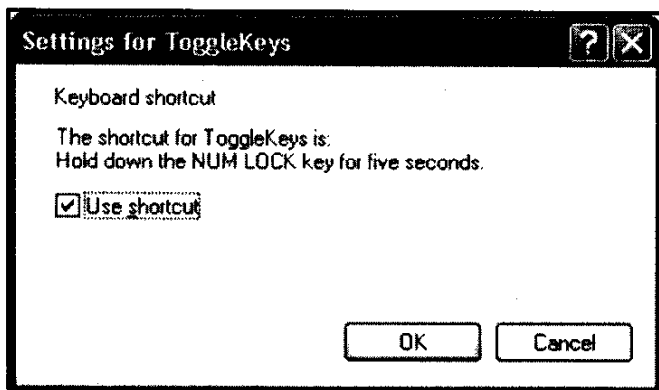 Settings for ToggleKeys
Keyboard shortcut
The shortcut for ToggleKeys is:
Hold down the NUM LOCK key for five seconds.
Use shortcut
OK
Cancel